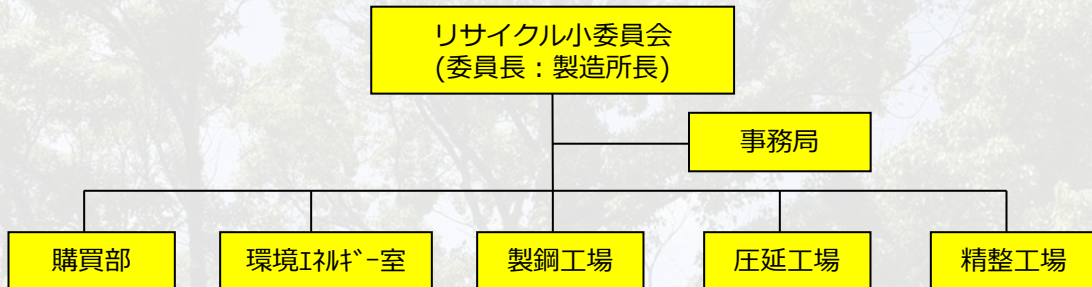 リサイクル小委員会
(委員長：製造所長)
事務局
購買部
環境ｴﾈﾙｷﾞｰ室
製鋼工場
圧延工場
精整工場